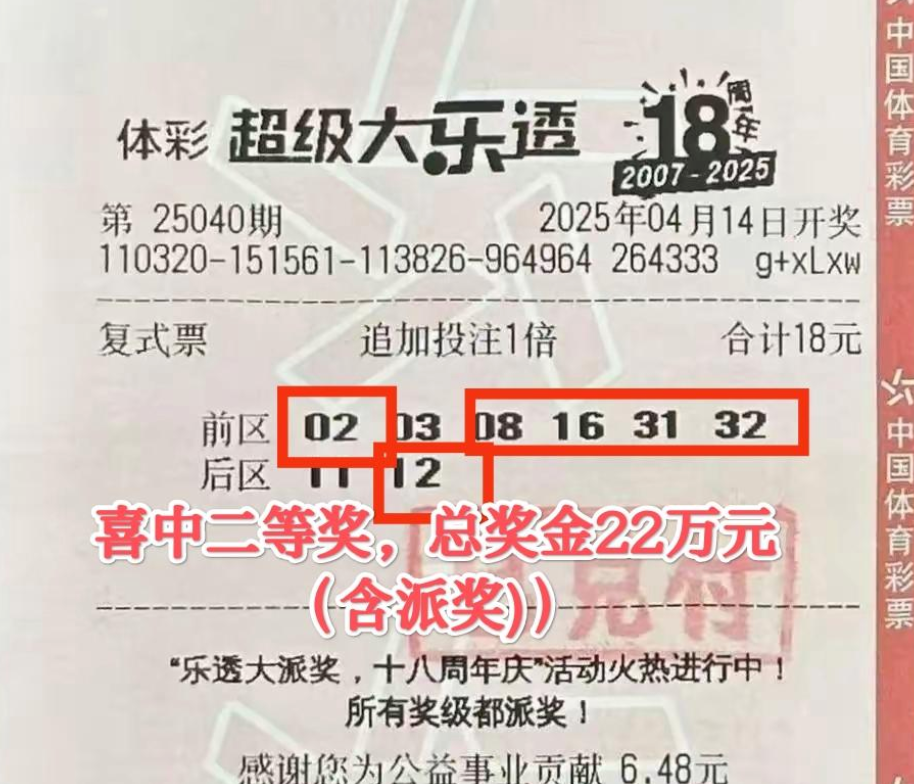 体彩 超级大乐透 18周年
2007-2025
第 25040期 2025年04月14日开奖
110320-151561-113826-964964 264333 g+xLxw
复式票 追加投注1倍 合计18元
前区 02 03 08 16 31 32
后区 11 12
喜中二等奖，总奖金22万元
（含派奖)）
已兑付
“乐透大派奖，十八周年庆”活动火热进行中！
所有奖级都派奖！
感谢您为公益事业贡献 6.48元
中国体育彩票
中国体育彩票